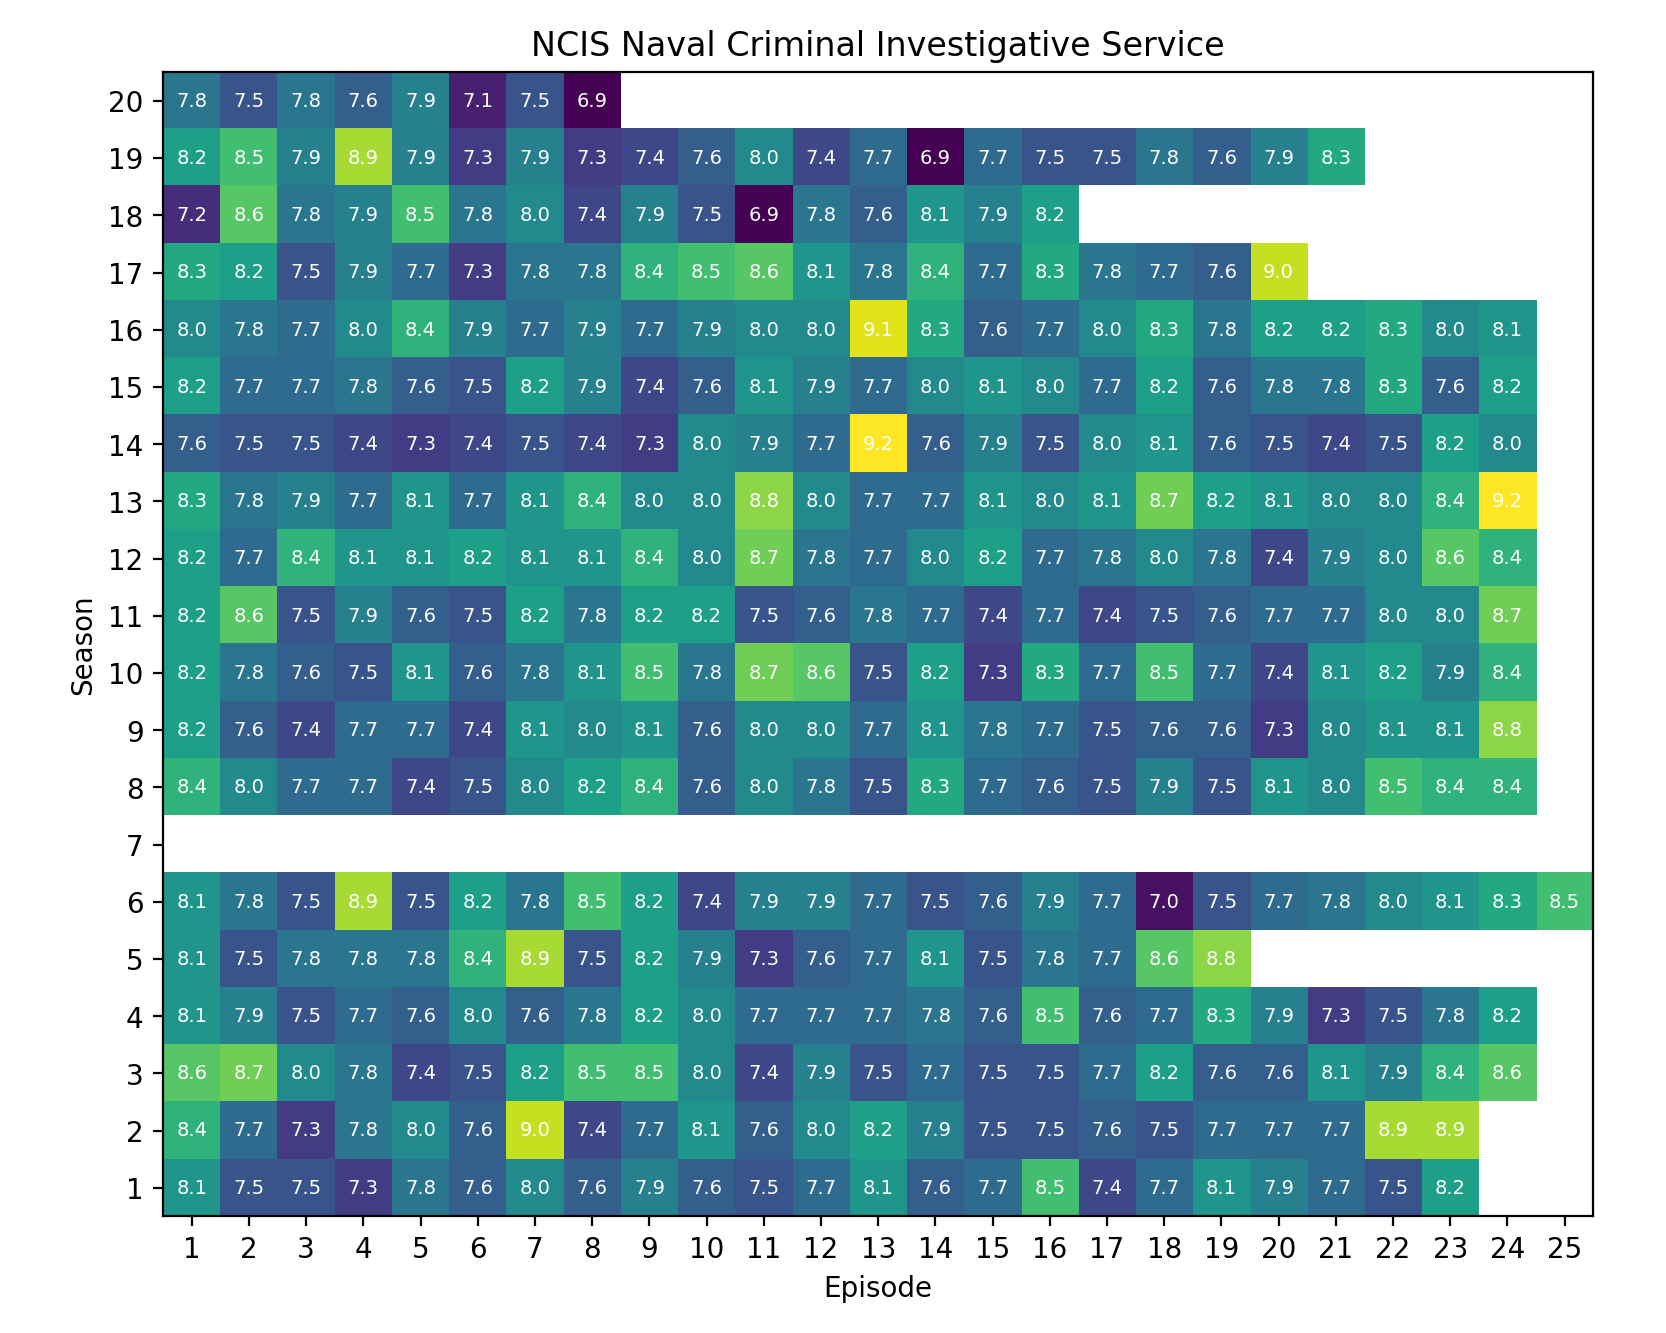 NCIS Naval Criminal Investigative Service
20 7.8 7.5 7.8 7.6 7.9 7.1 7.5 6.9
19 8.2 8.5 7.9 8.9 7.9 7.3 7.9 7.3 7.4 7.6 8.0 7.4 7.7 6.9 7.7 7.5 7.5 7.8 7.6 7.9 8.3
18 7.2 8.6 7.8 7.9 8.5 7.8 8.0 7.4 7.9 7.5 6.9 7.8 7.6 8.1 7.9 8.2
17 8.3 8.2 7.5 7.9 7.7 7.3 7.8 7.8 8.4 8.5 8.6 8.1 7.8 8.4 7.7 8.3 7.8 7.7 7.6 9.0
16 8.0 7.8 7.7 8.0 8.4 7.9 7.7 7.9 7.7 7.9 8.0 8.0 9.1 8.3 7.6 7.7 8.0 8.3 7.8 8.2 8.2 8.3 8.0 8.1
15 8.2 7.7 7.7 7.8 7.6 7.5 8.2 7.9 7.4 7.6 8.1 7.9 7.7 8.0 8.1 8.0 7.7 8.2 7.6 7.8 7.8 8.3 7.6 8.2
14 7.6 7.5 7.5 7.4 7.3 7.4 7.5 7.4 7.3 8.0 7.9 7.7 9.2 7.6 7.9 7.5 8.0 8.1 7.6 7.5 7.4 7.5 8.2 8.0
13 8.3 7.8 7.9 7.7 8.1 7.7 8.1 8.4 8.0 8.0 8.8 8.0 7.7 7.7 8.1 8.0 8.1 8.7 8.2 8.1 8.0 8.0 8.4 9.2
12 8.2 7.7 8.4 8.1 8.1 8.2 8.1 8.1 8.4 8.0 8.7 7.8 7.7 8.0 8.2 7.7 7.8 8.0 7.8 7.4 7.9 8.0 8.6 8.4
11 8.2 8.6 7.5 7.9 7.6 7.5 8.2 7.8 8.2 8.2 7.5 7.6 7.8 7.7 7.4 7.7 7.4 7.5 7.6 7.7 7.7 8.0 8.0 8.7
Season
10 8.2 7.8 7.6 7.5 8.1 7.6 7.8 8.1 8.5 7.8 8.7 8.6 7.5 8.2 7.3 8.3 7.7 8.5 7.7 7.4 8.1 8.2 7.9 8.4
9 8.2 7.6 7.4 7.7 7.7 7.4 8.1 8.0 8.1 7.6 8.0 8.0 7.7 8.1 7.8 7.7 7.5 7.6 7.6 7.3 8.0 8.1 8.1 8.8
8 8.4 8.0 7.7 7.7 7.4 7.5 8.0 8.2 8.4 7.6 8.0 7.8 7.5 8.3 7.7 7.6 7.5 7.9 7.5 8.1 8.0 8.5 8.4 8.4
7
6 8.1 7.8 7.5 8.9 7.5 8.2 7.8 8.5 8.2 7.4 7.9 7.9 7.7 7.5 7.6 7.9 7.7 7.0 7.5 7.7 7.8 8.0 8.1 8.3 8.5
5 8.1 7.5 7.8 7.8 7.8 8.4 8.9 7.5 8.2 7.9 7.3 7.6 7.7 8.1 7.5 7.8 7.7 8.6 8.8
4 8.1 7.9 7.5 7.7 7.6 8.0 7.6 7.8 8.2 8.0 7.7 7.7 7.7 7.8 7.6 8.5 7.6 7.7 8.3 7.9 7.3 7.5 7.8 8.2
3 8.6 8.7 8.0 7.8 7.4 7.5 8.2 8.5 8.5 8.0 7.4 7.9 7.5 7.7 7.5 7.5 7.7 8.2 7.6 7.6 8.1 7.9 8.4 8.6
2 8.4 7.7 7.3 7.8 8.0 7.6 9.0 7.4 7.7 8.1 7.6 8.0 8.2 7.9 7.5 7.5 7.6 7.5 7.7 7.7 7.7 8.9 8.9
1 8.1 7.5 7.5 7.3 7.8 7.6 8.0 7.6 7.9 7.6 7.5 7.7 8.1 7.6 7.7 8.5 7.4 7.7 8.1 7.9 7.7 7.5 8.2
1 2 3 4 5 6 7 8 9 10 11 12 13 14 15 16 17 18 19 20 21 22 23 24 25
Episode